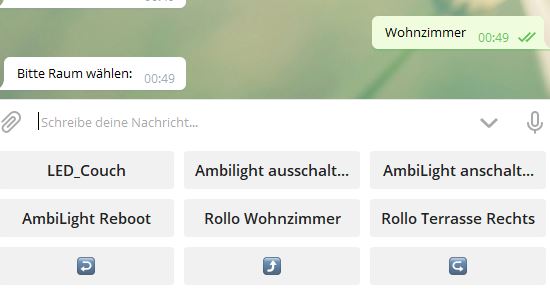 Wohnzimmer 00:49
Bitte Raum wählen: 00:49
Schreibe deine Nachricht...
LED_Couch Ambilight ausschalt... AmbiLight anschalt...
AmbiLight Reboot Rollo Wohnzimmer Rollo Terrasse Rechts